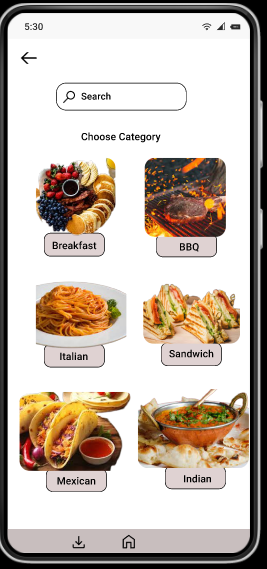 5:30
Search
Choose Category
Breakfast
BBQ
Italian
Sandwich
Mexican
Indian